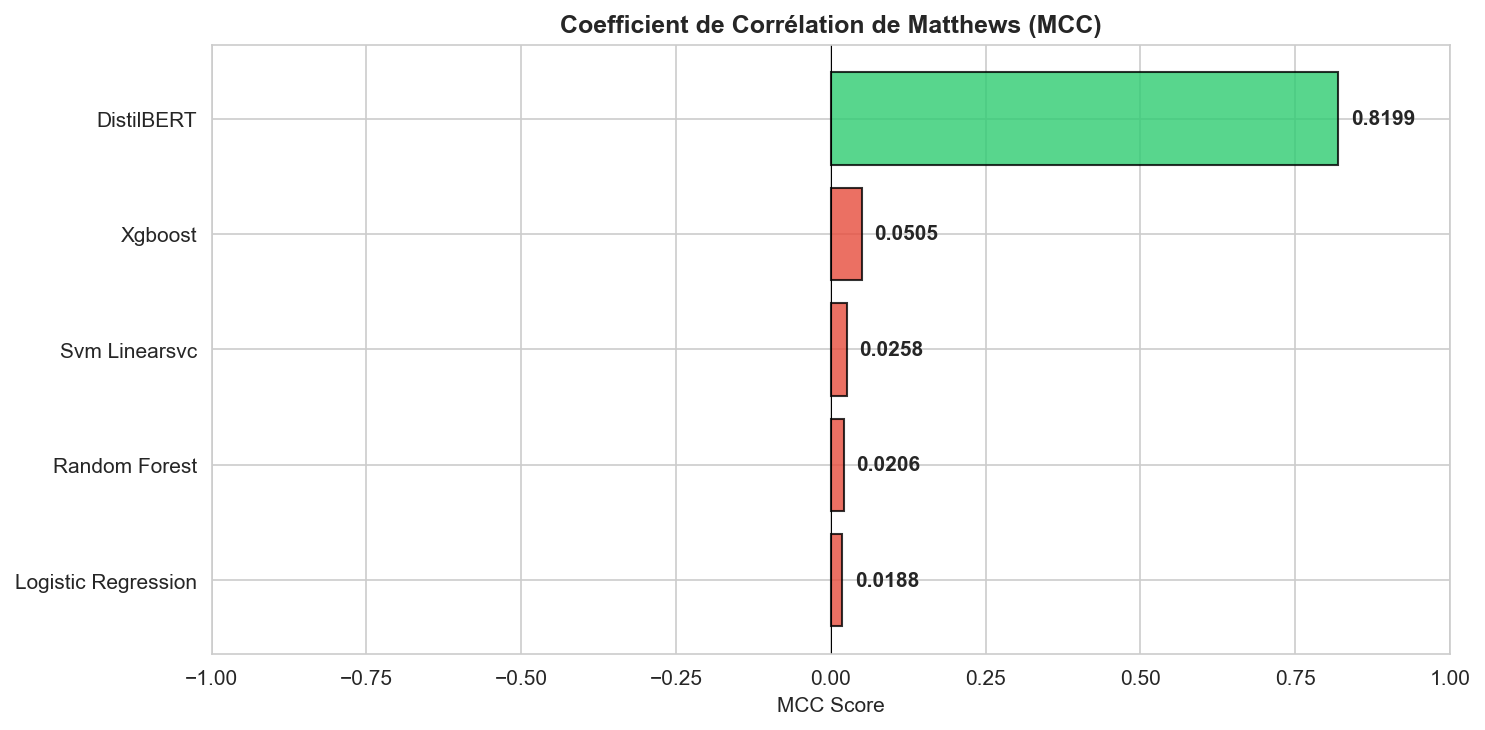 Coefficient de Corrélation de Matthews (MCC)
DistilBERT
0.8199
Xgboost
0.0505
Svm Linearsvc
0.0258
Random Forest
0.0206
Logistic Regression
0.0188
−1.00 −0.75 −0.50 −0.25 0.00 0.25 0.50 0.75 1.00
MCC Score